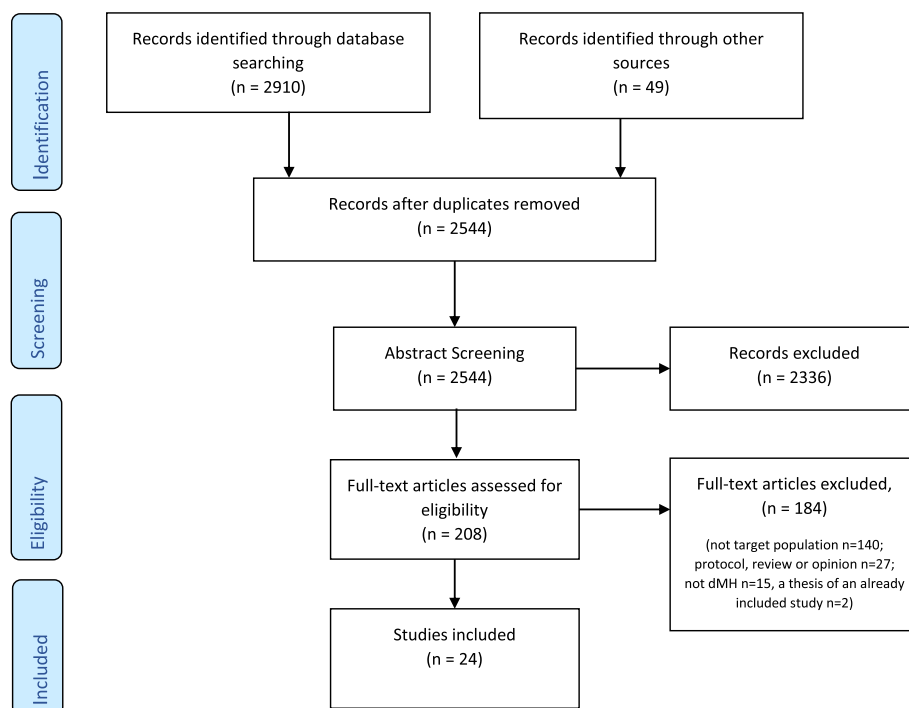 Identification
Records identified through database
searching
(n = 2910)
Records identified through other
sources
(n = 49)
Records after duplicates removed
(n = 2544)
Screening
Abstract Screening
(n = 2544)
Records excluded
(n = 2336)
Eligibility
Full-text articles assessed for
eligibility
(n = 208)
Full-text articles excluded,
(n = 184)
(not target population n=140;
protocol, review or opinion n=27;
not dMH n=15, a thesis of an already
included study n=2)
Included
Studies included
(n = 24)